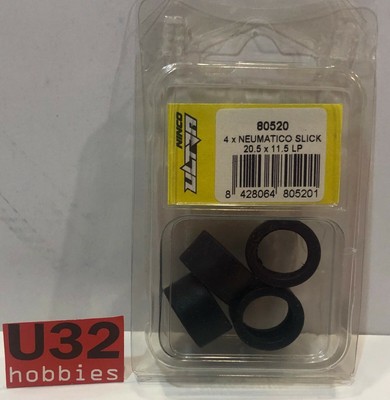 NINCO
80520
4 x NEUMATICO SLICK
20.5 x 11.5 LP
8 428064 805201
U32
hobbies